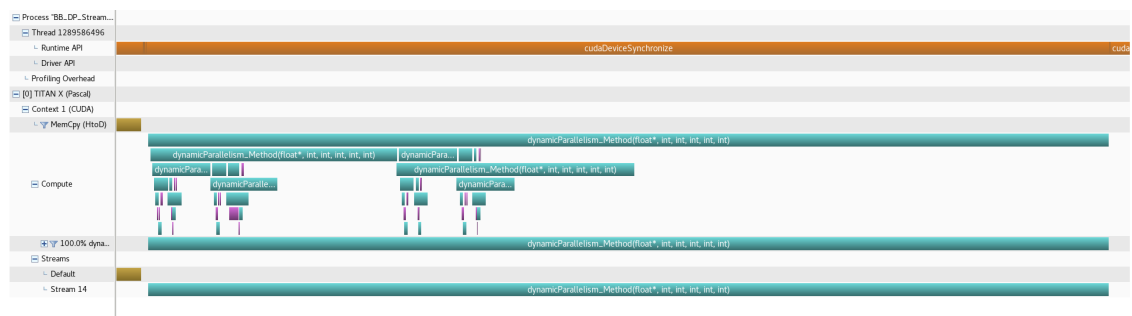 Process "BB_DP_Stream...
Thread 1289586496
Runtime API
cudaDeviceSynchronize
cuda
Driver API
Profiling Overhead
[0] TITAN X (Pascal)
Context 1 (CUDA)
MemCpy (HtoD)
dynamicParallelism_Method(float*, int, int, int, int, int)
dynamicParallelism_Method(float*, int, int, int, int, int)
dynamicPara...
dynamicPara...
dynamicParallelism_Method(float*, int, int, int, int, int)
Compute
dynamicParalle...
dynamicPara...
100.0% dyna...
dynamicParallelism_Method(float*, int, int, int, int, int)
Streams
Default
Stream 14
dynamicParallelism_Method(float*, int, int, int, int, int)